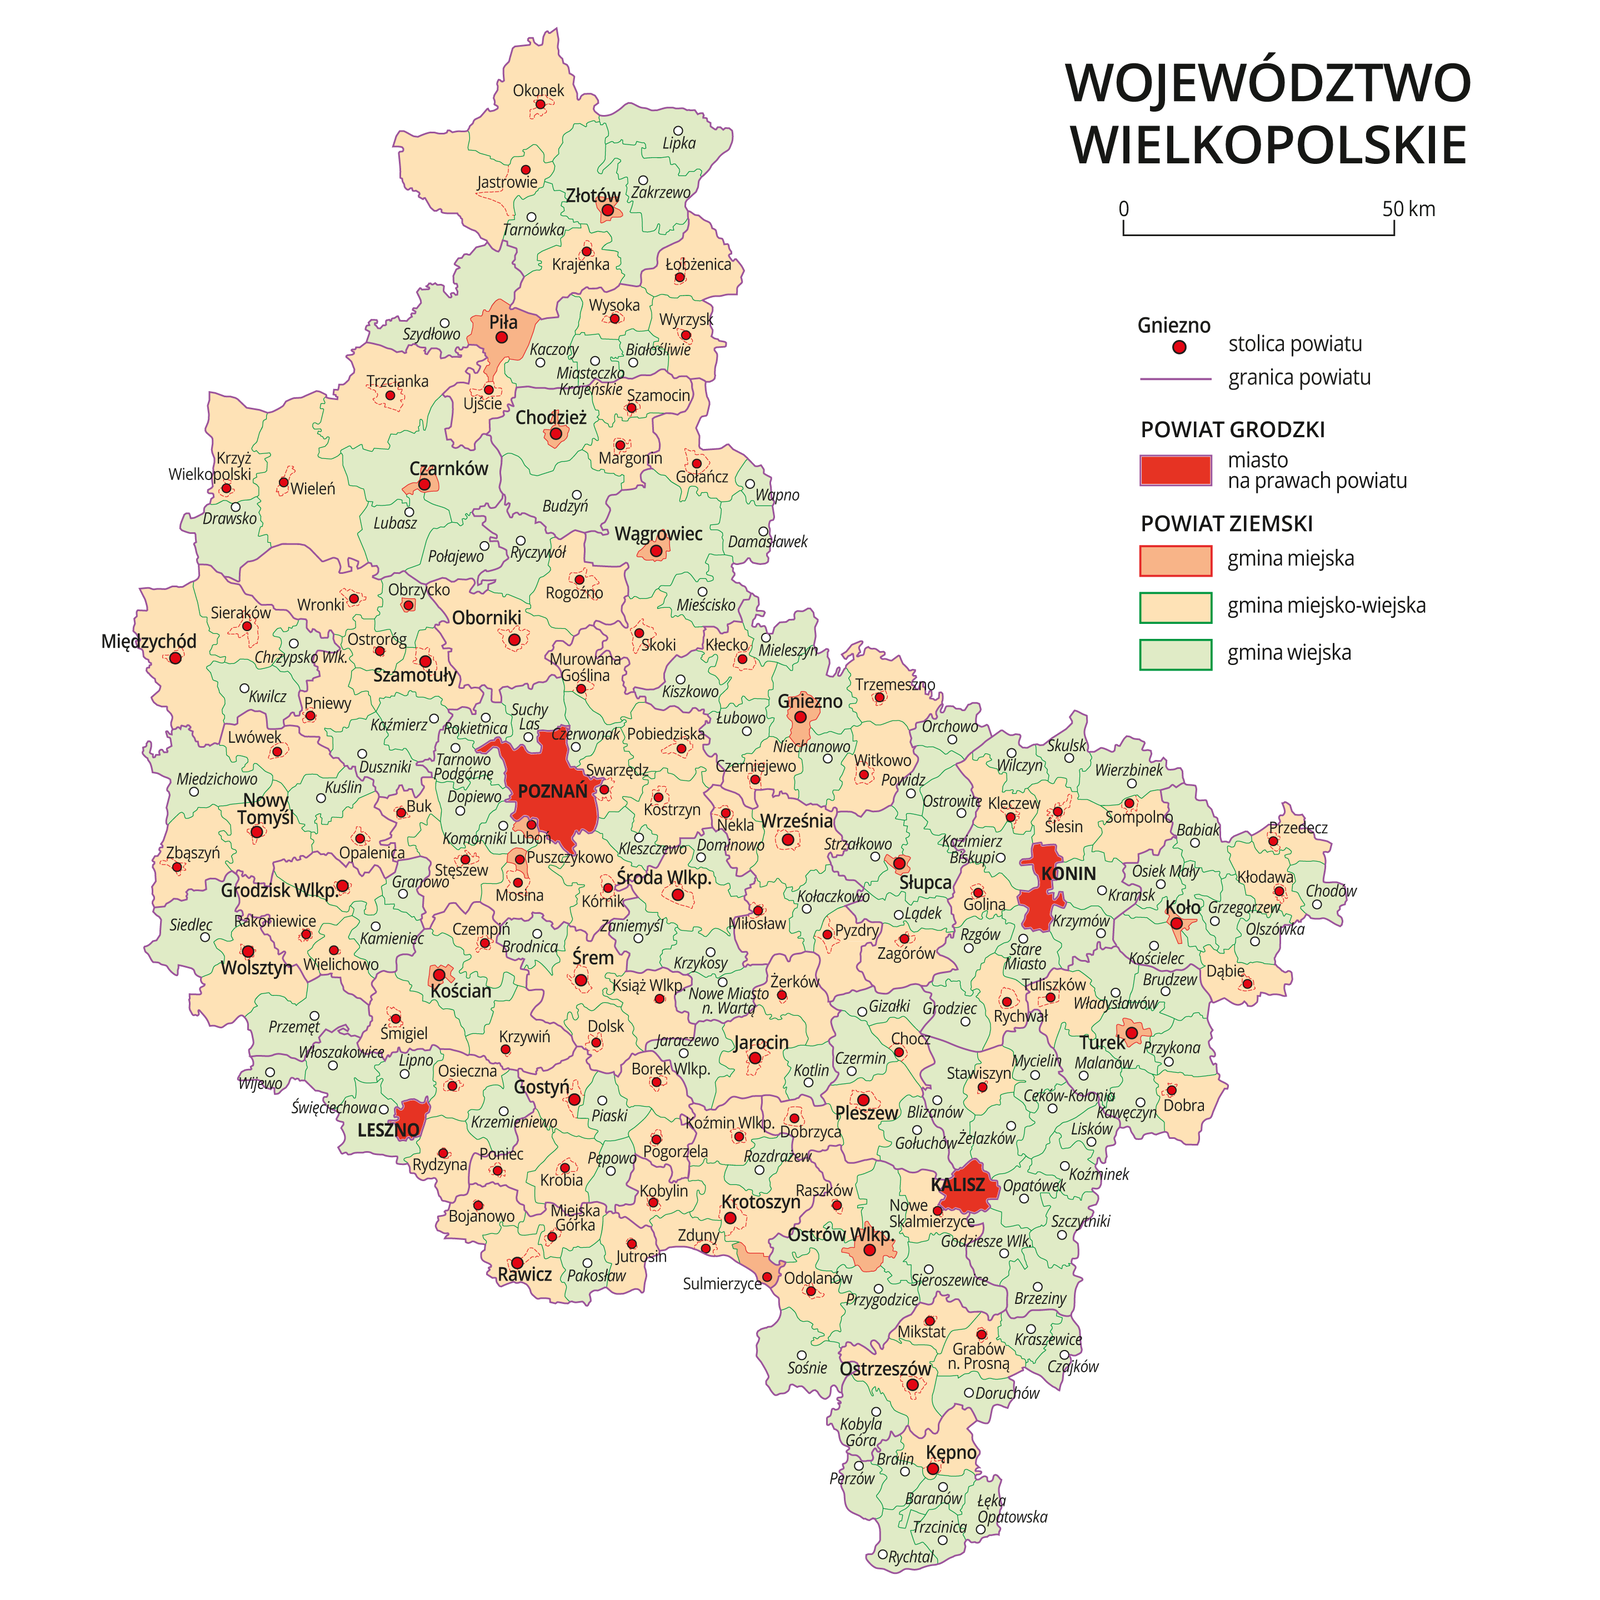 WOJEWÓDZTWO
WIELKOPOLSKIE
0 50 km
Gniezno
stolica powiatu
granica powiatu
POWIAT GRODZKI
miasto
na prawach powiatu
POWIAT ZIEMSKI
gmina miejska
gmina miejsko-wiejska
gmina wiejska
Okonek
Lipka
Jastrowie
Złotów
Zakrzewo
Tarnówka
Krajenka
Łobżenica
Wysoka
Wyrzysk
Piła
Szydłowo
Kaczory
Białośliwie
Miasteczko
Krajeńskie
Trzcianka
Ujście
Szamocin
Chodzież
Margonin
Gołańcz
Krzyż
Wielkopolski
Wieleń
Czarnków
Wapno
Drawsko
Lubasz
Budzyń
Wągrowiec
Damasławek
Połajewo
Ryczywół
Rogoźno
Mieścisko
Wronki
Obrzycko
Sieraków
Oborniki
Międzychód
Ostroróg
Skoki
Kłecko
Mieleszyn
Chrzypsko Wlk.
Szamotuły
Murowana
Goślina
Kwilcz
Kiszkowo
Trzemeszno
Pniewy
Gniezno
Kaźmierz
Rokietnica
Suchy
Las
Łubowo
Orchowo
Lwówek
Czerwonak
Pobiedziska
Niechanowo
Skulsk
Duszniki
Tarnowo
Podgórne
Swarzędz
Czerniejewo
Witkowo
Wilczyn
Wierzbinek
Miedzichowo
Kuślin
POZNAŃ
Powidz
Nowy
Tomyśl
Buk
Dopiewo
Kostrzyn
Nekla
Września
Ostrowite
Kleczew
Ślesin
Sompolno
Komorniki
Luboń
Kleszczewo
Dominowo
Strzałkowo
Kazimierz
Biskupi
Babiak
Przedecz
Zbąszyń
Opalenica
Stęszew
Puszczykowo
Granowo
Mosina
Środa Wlkp.
Słupca
KONIN
Osiek Mały
Kłodawa
Chodów
Grodzisk Wlkp.
Kórnik
Kołaczkowo
Golina
Kramsk
Koło
Grzegorzew
Siedlec
Rakoniewice
Kamieniec
Czempiń
Brodnica
Zaniemyśl
Miłosław
Lądek
Krzymów
Olszówka
Pyzdry
Rzgów
Wolsztyn
Wielichowo
Śrem
Krzykosy
Zagórów
Stare
Miasto
Kościelec
Dąbie
Kościan
Książ Wlkp.
Nowe Miasto
n. Wartą
Żerków
Tuliszków
Brudzew
Władysławów
Przemęt
Śmigiel
Krzywiń
Dolsk
Gizałki
Grodziec
Rychwał
Jaraczewo
Jarocin
Chocz
Turek
Włoszakowice
Lipno
Przykona
Wijewo
Osieczna
Gostyń
Borek Wlkp.
Kotlin
Czermin
Stawiszyn
Mycielin
Malanów
Święciechowa
Krzemieniewo
Piaski
Pleszew
Blizanów
Ceków-Kolonia
Kawęczyn
Dobra
LESZNO
Koźmin Wlkp.
Dobrzyca
Gołuchów
Żelazków
Lisków
Rydzyna
Poniec
Krobia
Pępowo
Pogorzela
Rozdrażew
Koźminek
Bojanowo
Kobylin
Krotoszyn
Raszków
KALISZ
Opatówek
Nowe
Skalmierzyce
Miejska
Górka
Szczytniki
Zduny
Ostrów Wlkp.
Godziesze Wlk.
Rawicz
Pakosław
Jutrosin
Sulmierzyce
Odolanów
Sieroszewice
Przygodzice
Brzeziny
Mikstat
Grabów
n. Prosną
Kraszewice
Czajków
Sośnie
Ostrzeszów
Doruchów
Kobyla
Góra
Kępno
Bralin
Perzów
Baranów
Łęka
Opatowska
Trzcinica
Rychtal